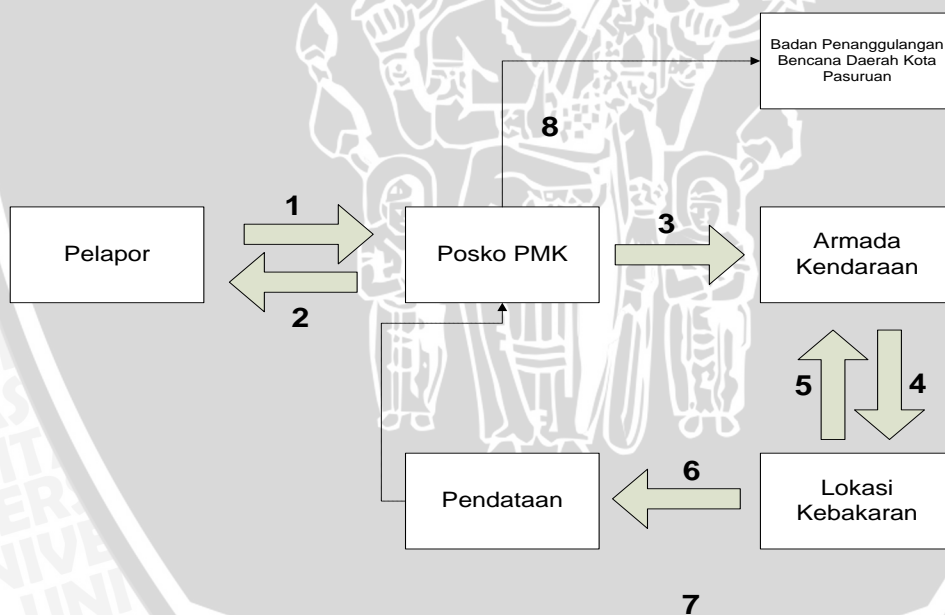 Badan Penanggulangan
Bencana Daerah Kota
Pasuruan
8
1
Pelapor
Posko PMK
3
Armada
Kendaraan
2
5
4
6
Pendataan
Lokasi
Kebakaran
7